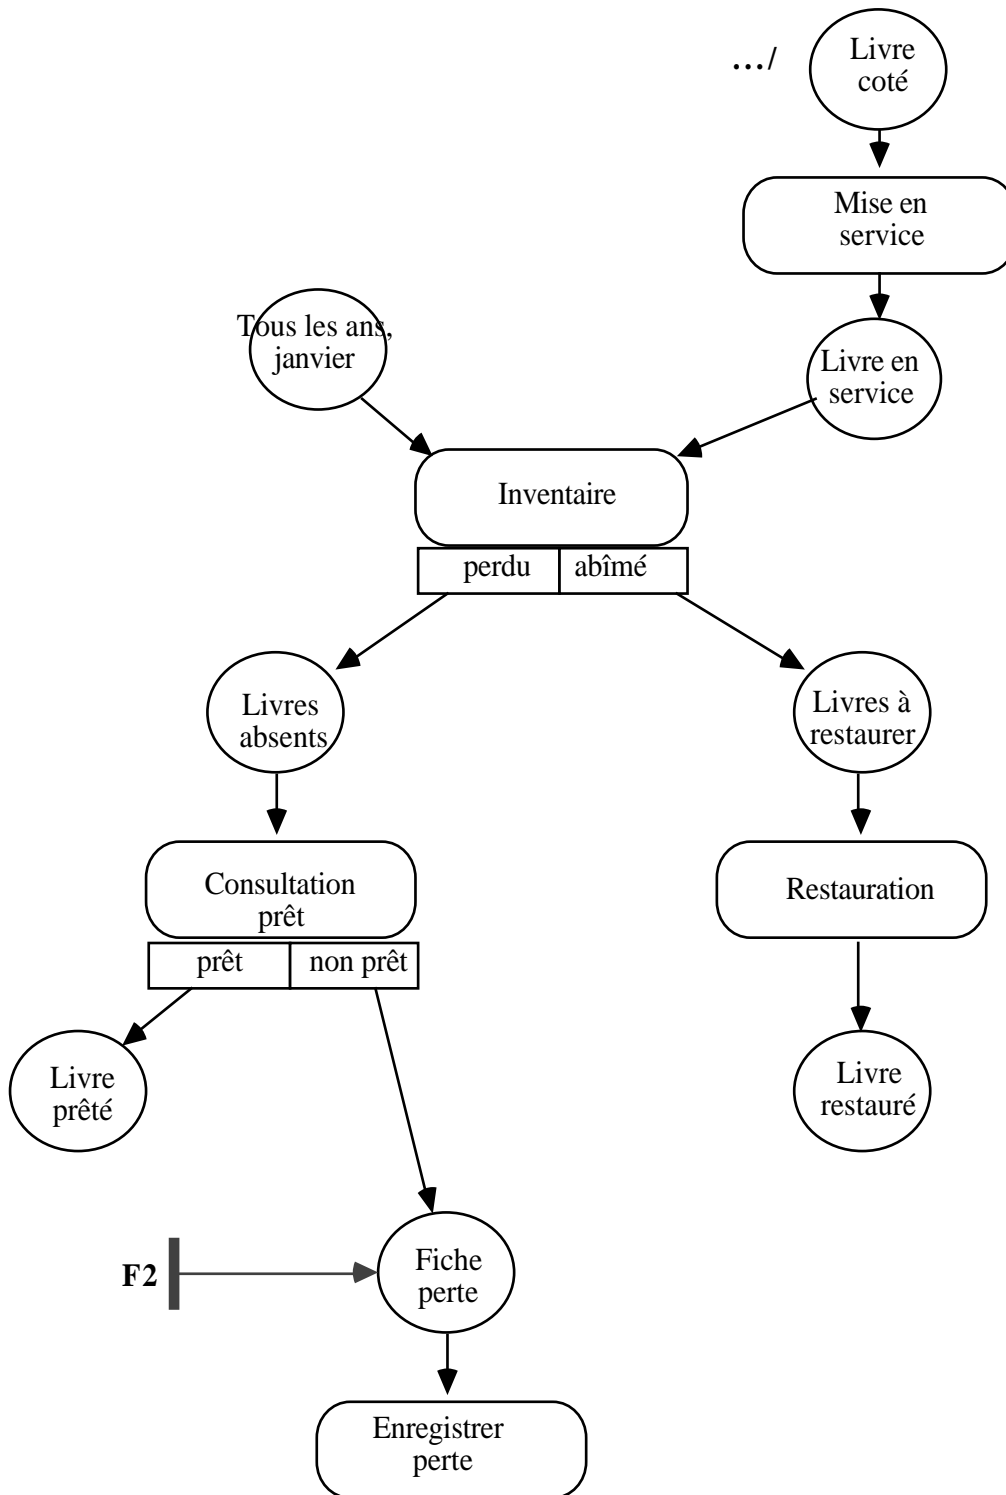 .../
Livre
coté
Mise en
service
Tous les ans,
janvier
Livre en
service
Inventaire
perdu
abîmé
Livres
absents
Livres à
restaurer
Consultation
prêt
Restauration
prêt
non prêt
Livre
prêté
Livre
restauré
F2
Fiche
perte
Enregistrer
perte